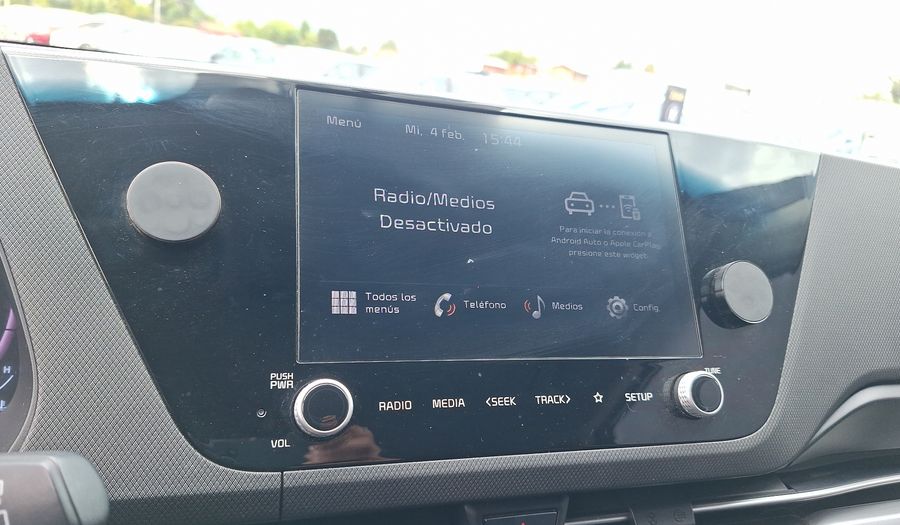 Menú
Mi, 4 feb. 15:44
Radio/Medios
Desactivado
Para iniciar la conexión a
Android Auto o Apple CarPlay,
presione este widget.
Todos los
menús
Teléfono
Medios
Config.
PUSH
PWR
VOL
RADIO
MEDIA
<SEEK
TRACK>
SETUP
TUNE
H